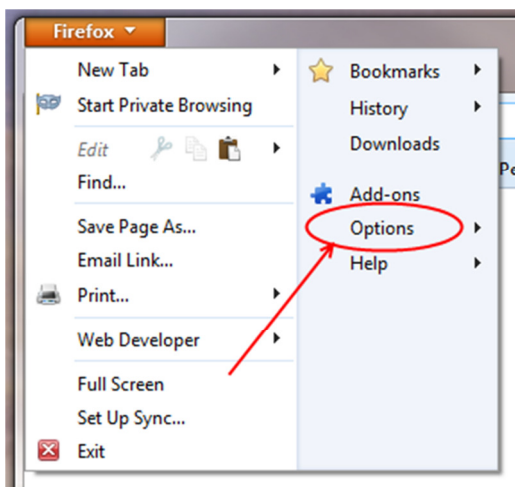 Firefox
New Tab
Start Private Browsing
Edit
Find...
Save Page As...
Email Link...
Print...
Web Developer
Full Screen
Set Up Sync...
Exit
Bookmarks
History
Downloads
Add-ons
Options
Help